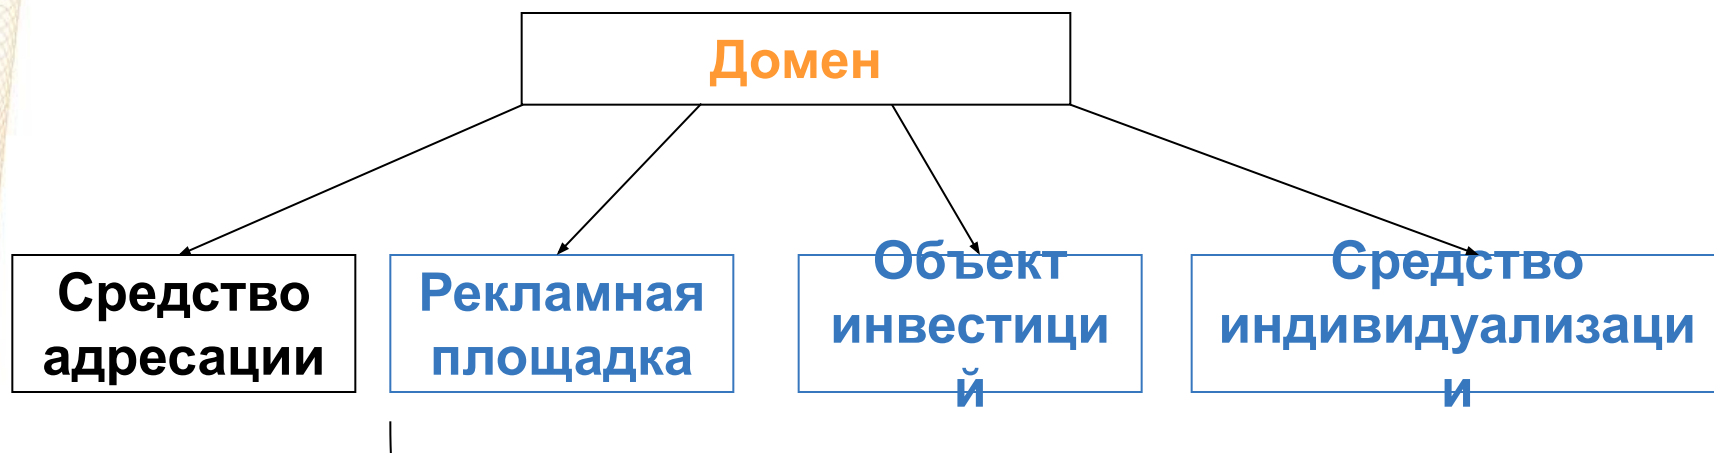 Домен
Средство
адресации
Рекламная
площадка
Объект
инвестици
й
Средство
индивидуализаци
и